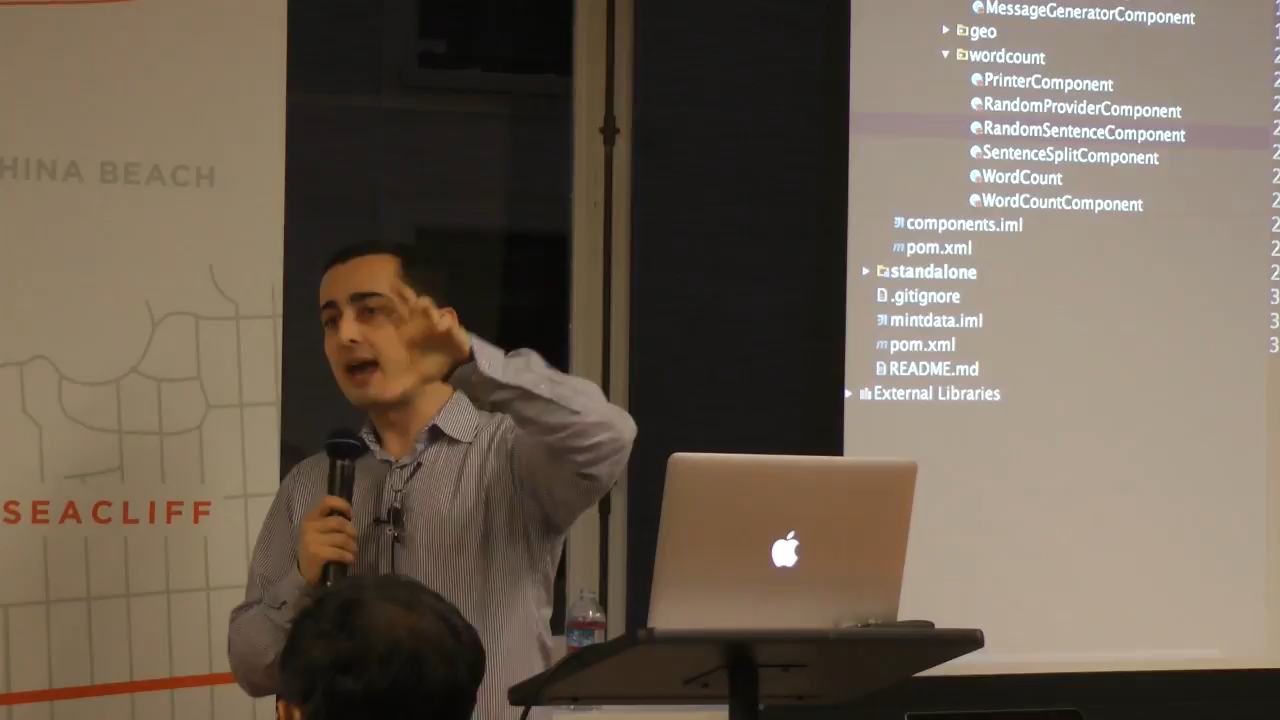 HINA BEACH
SEACLIFF
MessageGeneratorComponent
geo
wordcount
PrinterComponent
RandomProviderComponent
RandomSentenceComponent
SentenceSplitComponent
WordCount
WordCountComponent
components.iml
pom.xml
standalone
.gitignore
mintdata.iml
pom.xml
README.md
External Libraries